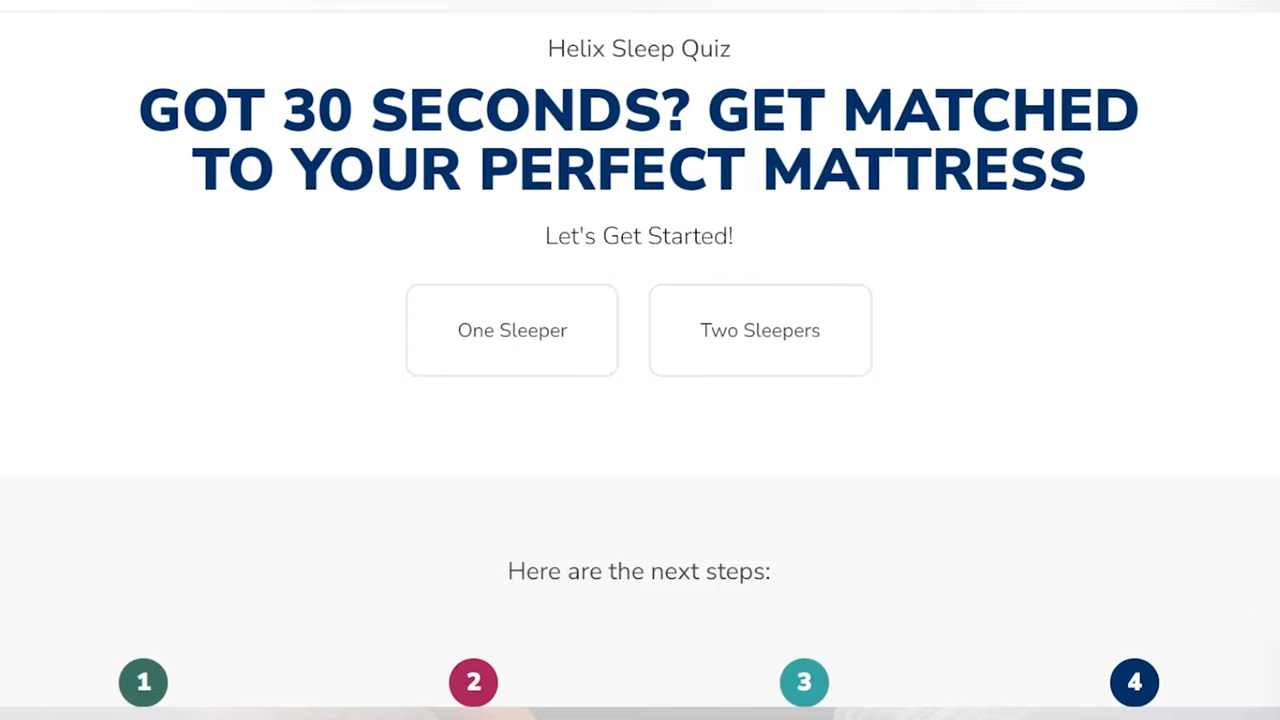 Helix Sleep Quiz
GOT 30 SECONDS? GET MATCHED
TO YOUR PERFECT MATTRESS
Let's Get Started!
One Sleeper
Two Sleepers
Here are the next steps:
1
2
3
4